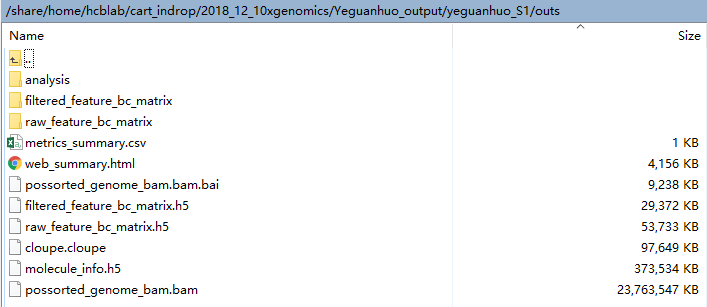 /share/home/hcblab/cart_indrop/2018_12_10xgenomics/Yeguanhuo_output/yeguanhuo_S1/outs
Name Size
..
analysis
filtered_feature_bc_matrix
raw_feature_bc_matrix
metrics_summary.csv 1 KB
web_summary.html 4,156 KB
possorted_genome_bam.bam.bai 9,238 KB
filtered_feature_bc_matrix.h5 29,372 KB
raw_feature_bc_matrix.h5 53,733 KB
cloupe.cloupe 97,649 KB
molecule_info.h5 373,534 KB
possorted_genome_bam.bam 23,763,547 KB